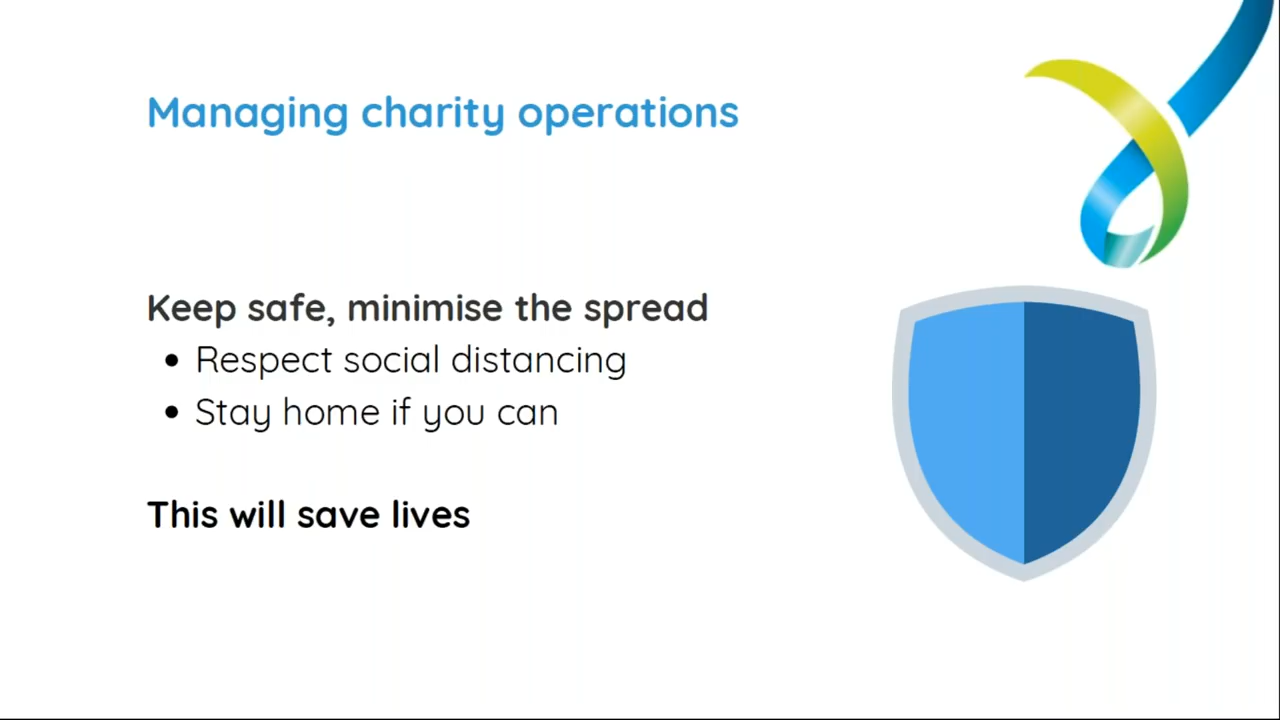 Managing charity operations
Keep safe, minimise the spread
• Respect social distancing
• Stay home if you can
This will save lives